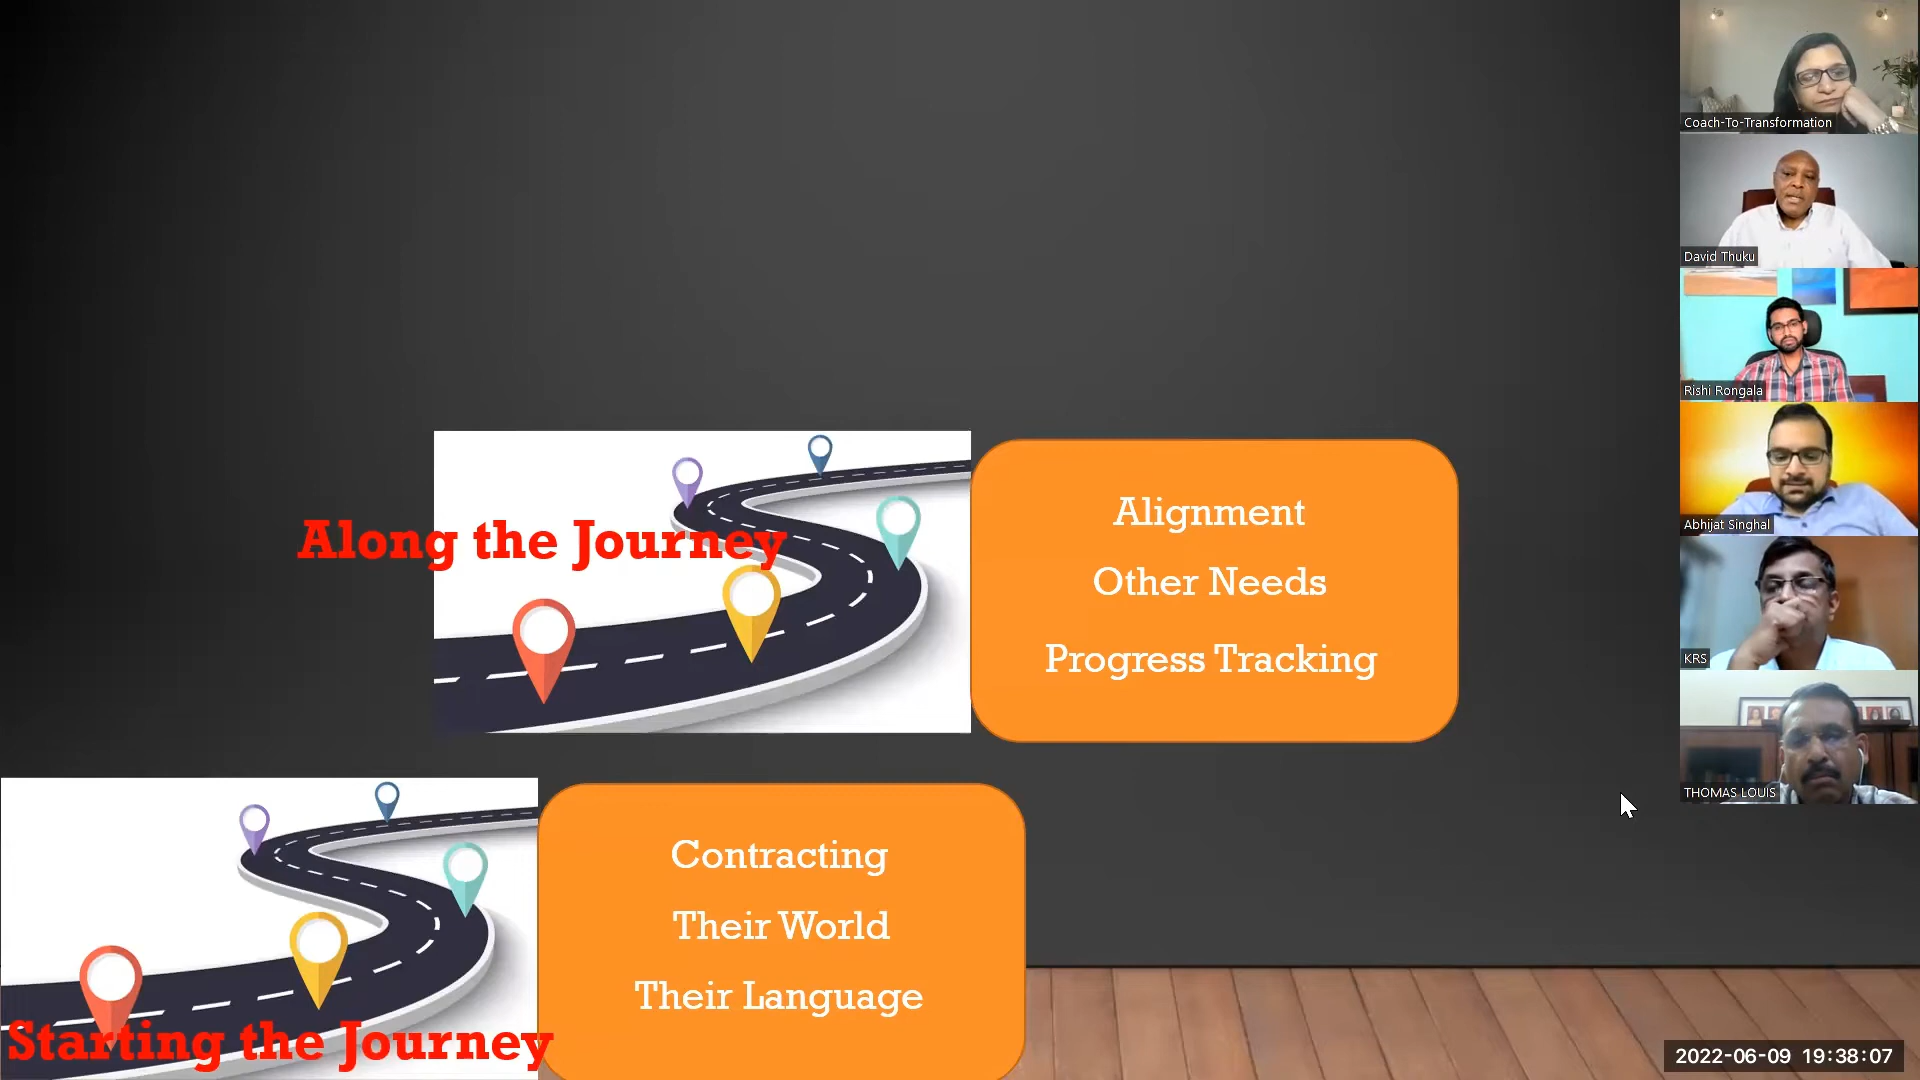 Along the Journey
Alignment
Other Needs
Progress Tracking
Starting the Journey
Contracting
Their World
Their Language
Coach-To-Transformation
David Thuku
Rishi Rongala
Abhijat Singhal
KRS
THOMAS LOUIS
2022-06-09 19:38:07